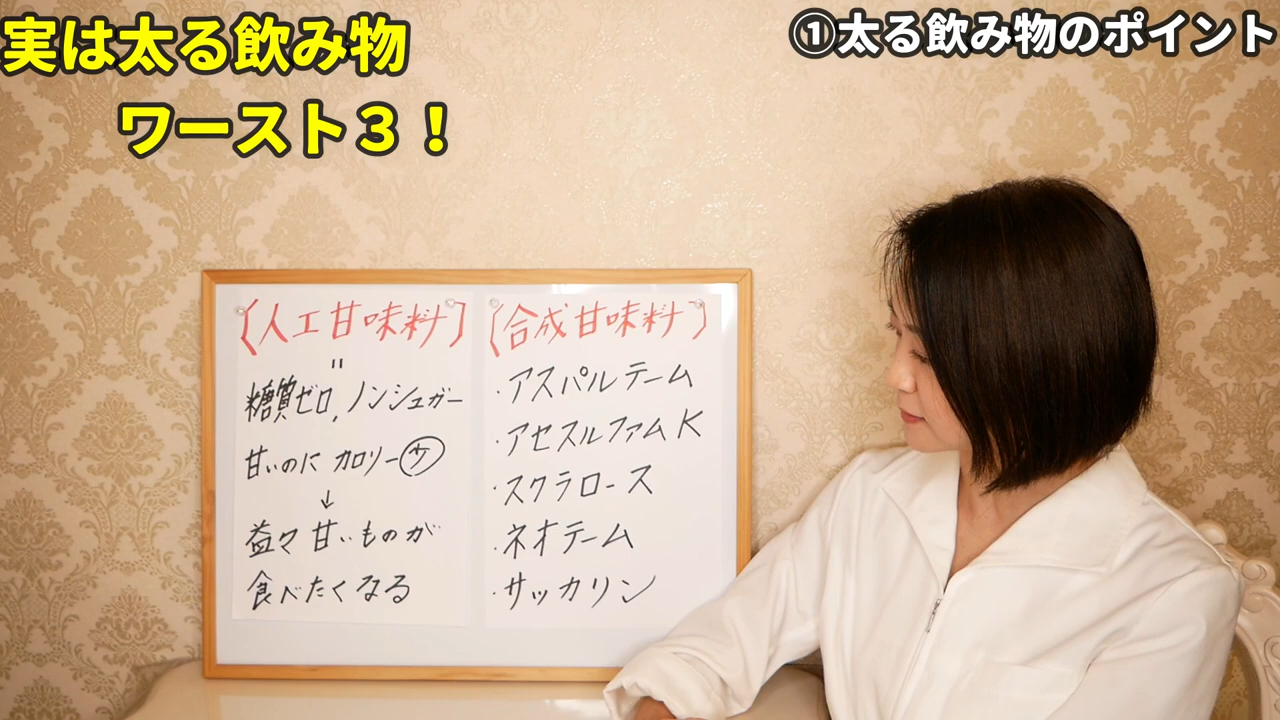 実は太る飲み物
ワースト３！
①太る飲み物のポイント
〔人工甘味料〕
=
糖質ゼロ,ノンシュガー
甘いのにカロリー㋘
↓
益々甘いものが
食べたくなる
〔合成甘味料〕
・アスパルテーム
・アセスルファムK
・スクラロース
・ネオテーム
・サッカリン